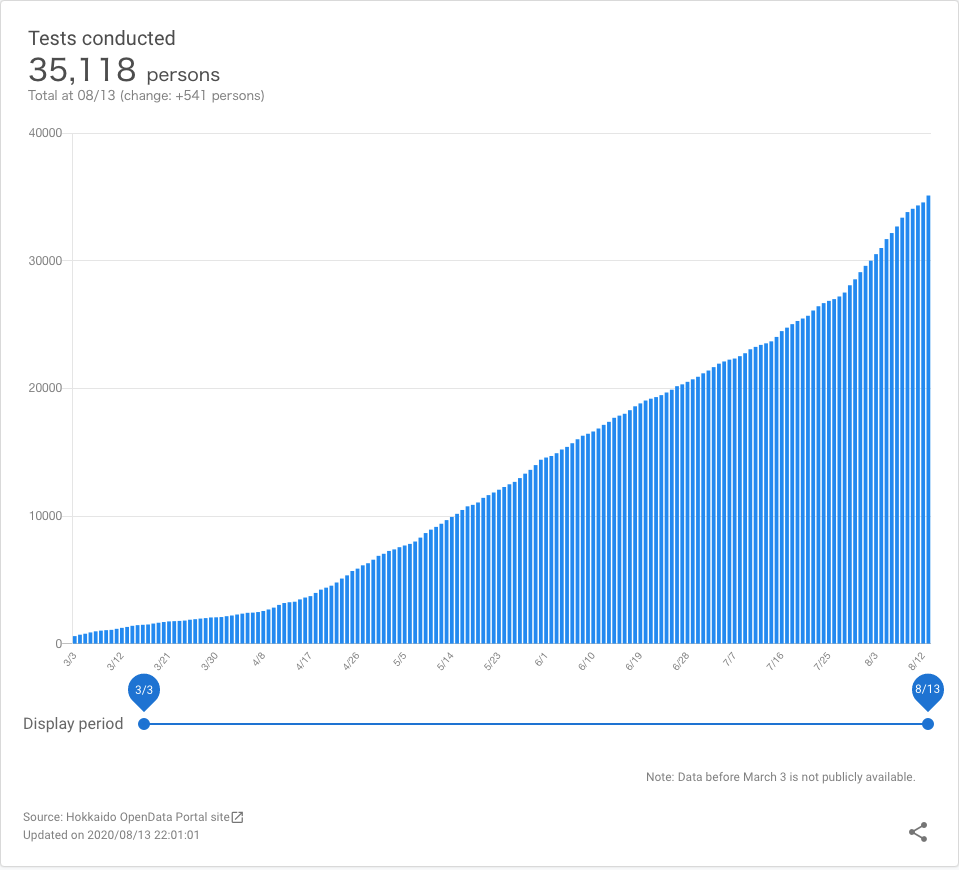 Tests conducted
35,118 persons
Total at 08/13 (change: +541 persons)
40000
30000
20000
10000
0
3/3 3/12 3/21 3/30 4/8 4/17 4/26 5/5 5/14 5/23 6/1 6/10 6/19 6/28 7/7 7/16 7/25 8/3 8/12
3/3 8/13
Display period
Note: Data before March 3 is not publicly available.
Source: Hokkaido OpenData Portal site
Updated on 2020/08/13 22:01:01